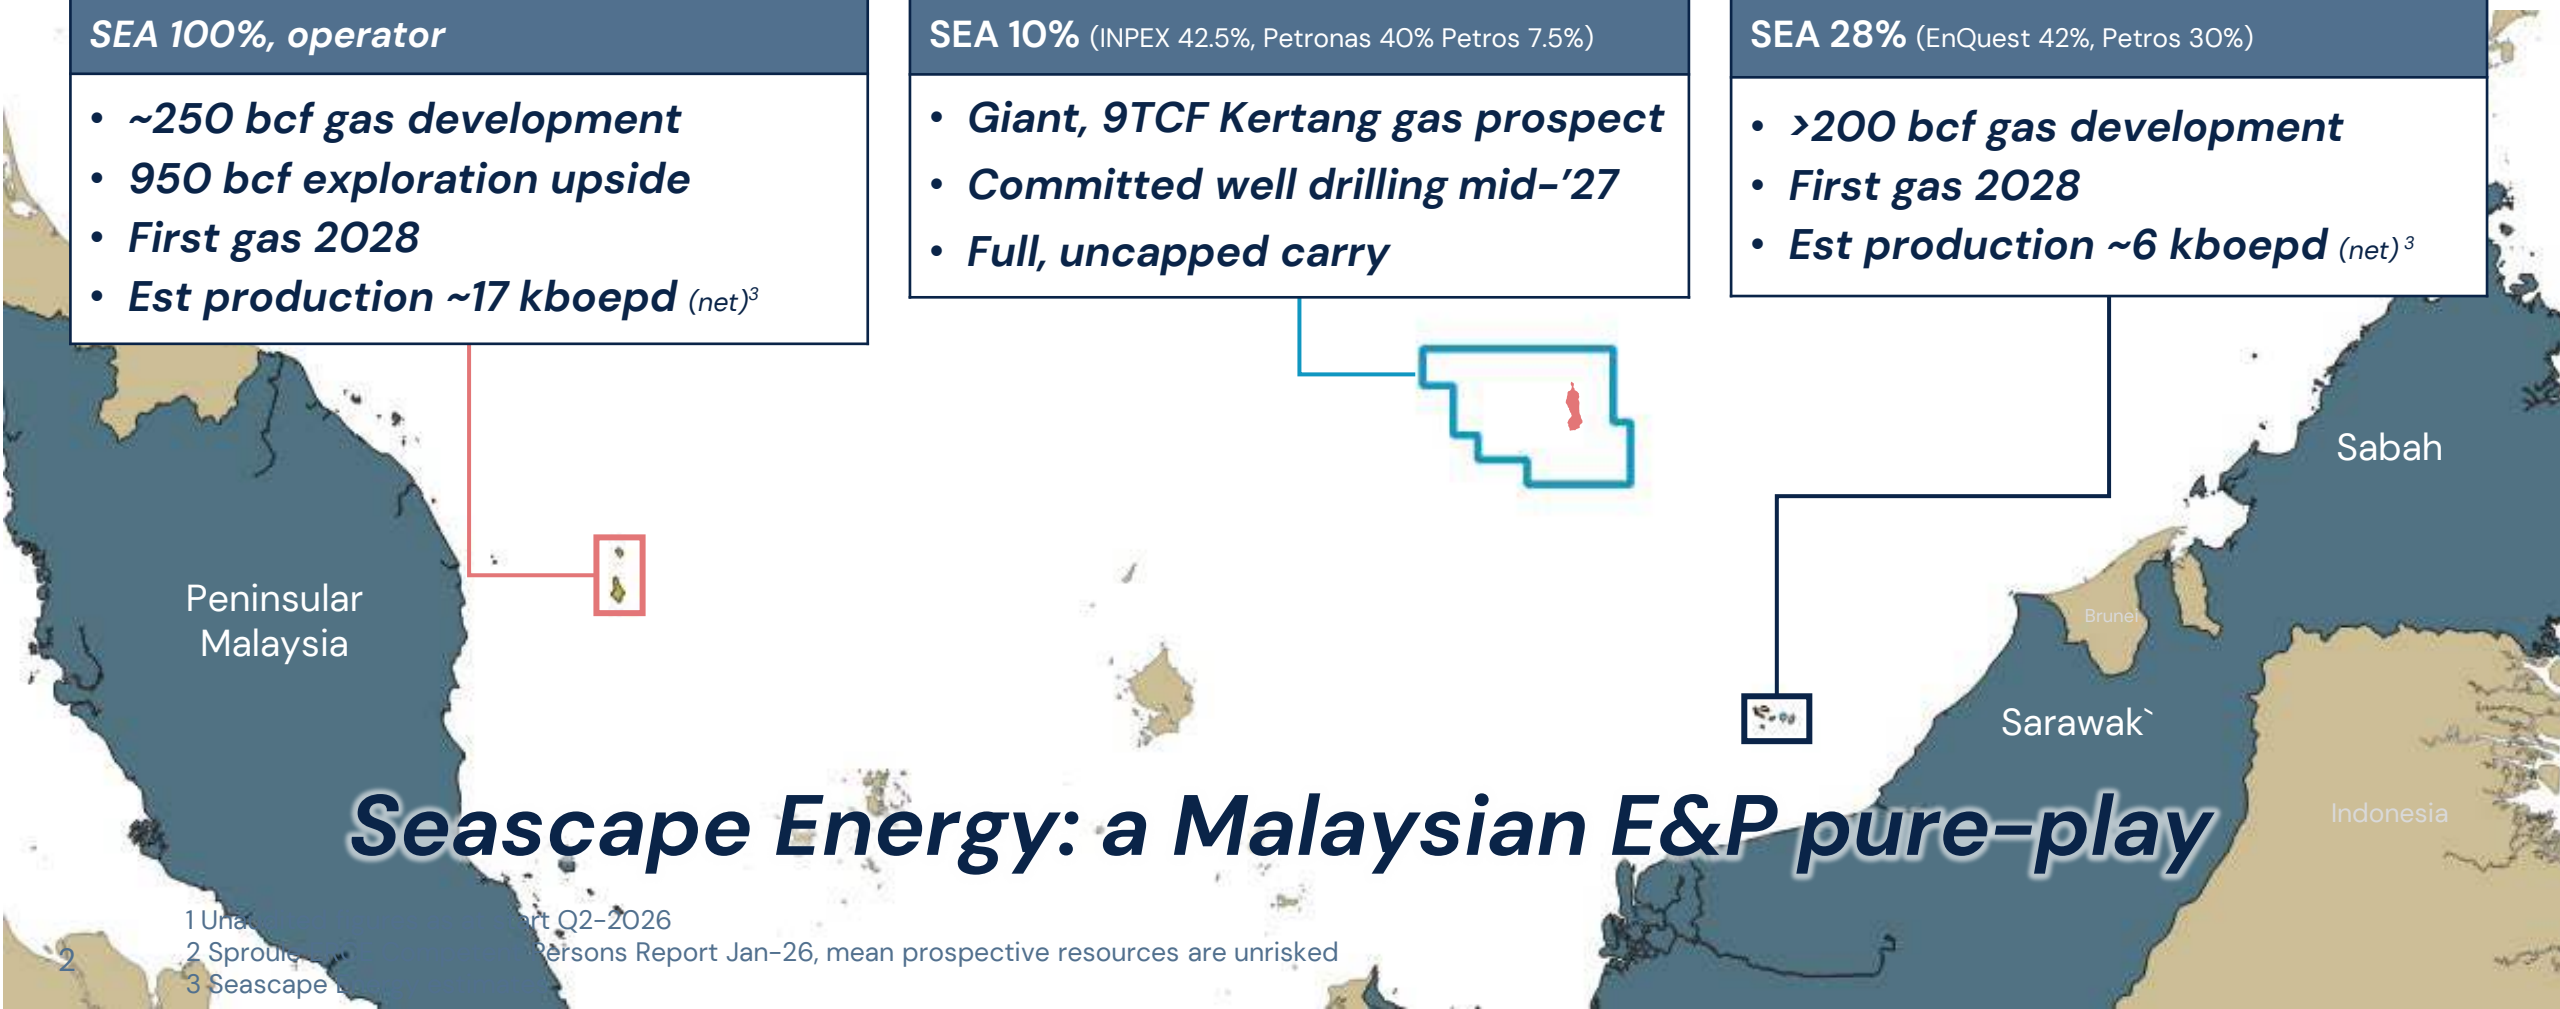 SEA 100%, operator
• ~250 bcf gas development
• 950 bcf exploration upside
• First gas 2028
• Est production ~17 kboepd (net)3
SEA 10% (INPEX 42.5%, Petronas 40% Petros 7.5%)
• Giant, 9TCF Kertang gas prospect
• Committed well drilling mid-'27
• Full, uncapped carry
SEA 28% (EnQuest 42%, Petros 30%)
• >200 bcf gas development
• First gas 2028
• Est production ~6 kboepd (net) 3
Sabah
Peninsular
Malaysia
Brunei
Sarawak`
Indonesia
Seascape Energy: a Malaysian E&P pure-play
1 Q2-2026
2 Persons Report Jan-26, mean prospective resources are unrisked
3 Seascape
2